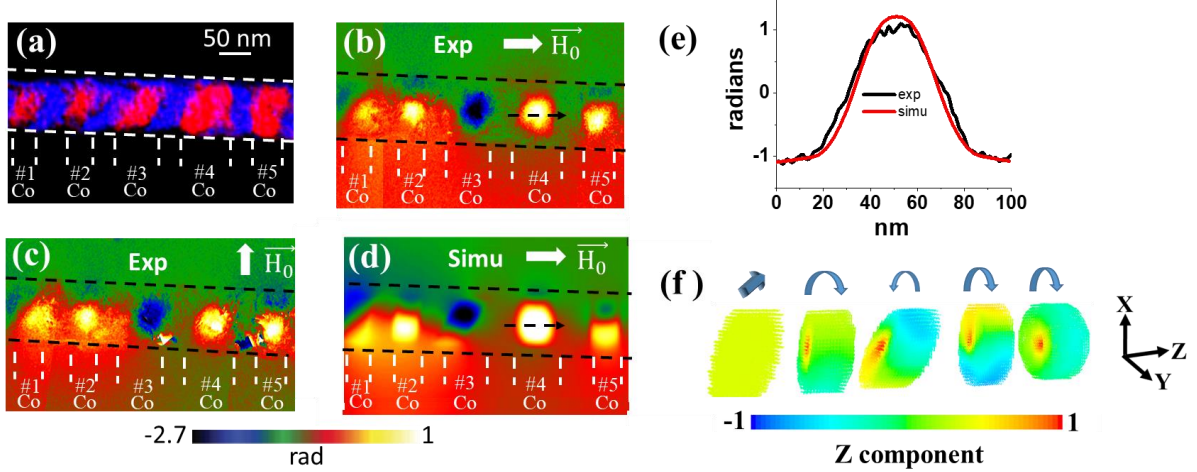 (a)
50 nm
#1 #2 #3 #4 #5
Co Co Co Co Co
(b)
Exp
H₀
#1 #2 #3 #4 #5
Co Co Co Co Co
(c)
Exp
H₀
#1 #2 #3 #4 #5
Co Co Co Co Co
(d)
Simu
H₀
#1 #2 #3 #4 #5
Co Co Co Co Co
-2.7 1
rad
(e)
radians
1
0
-1
exp
simu
0 20 40 60 80 100
nm
(f)
X
Z
Y
-1 1
Z component